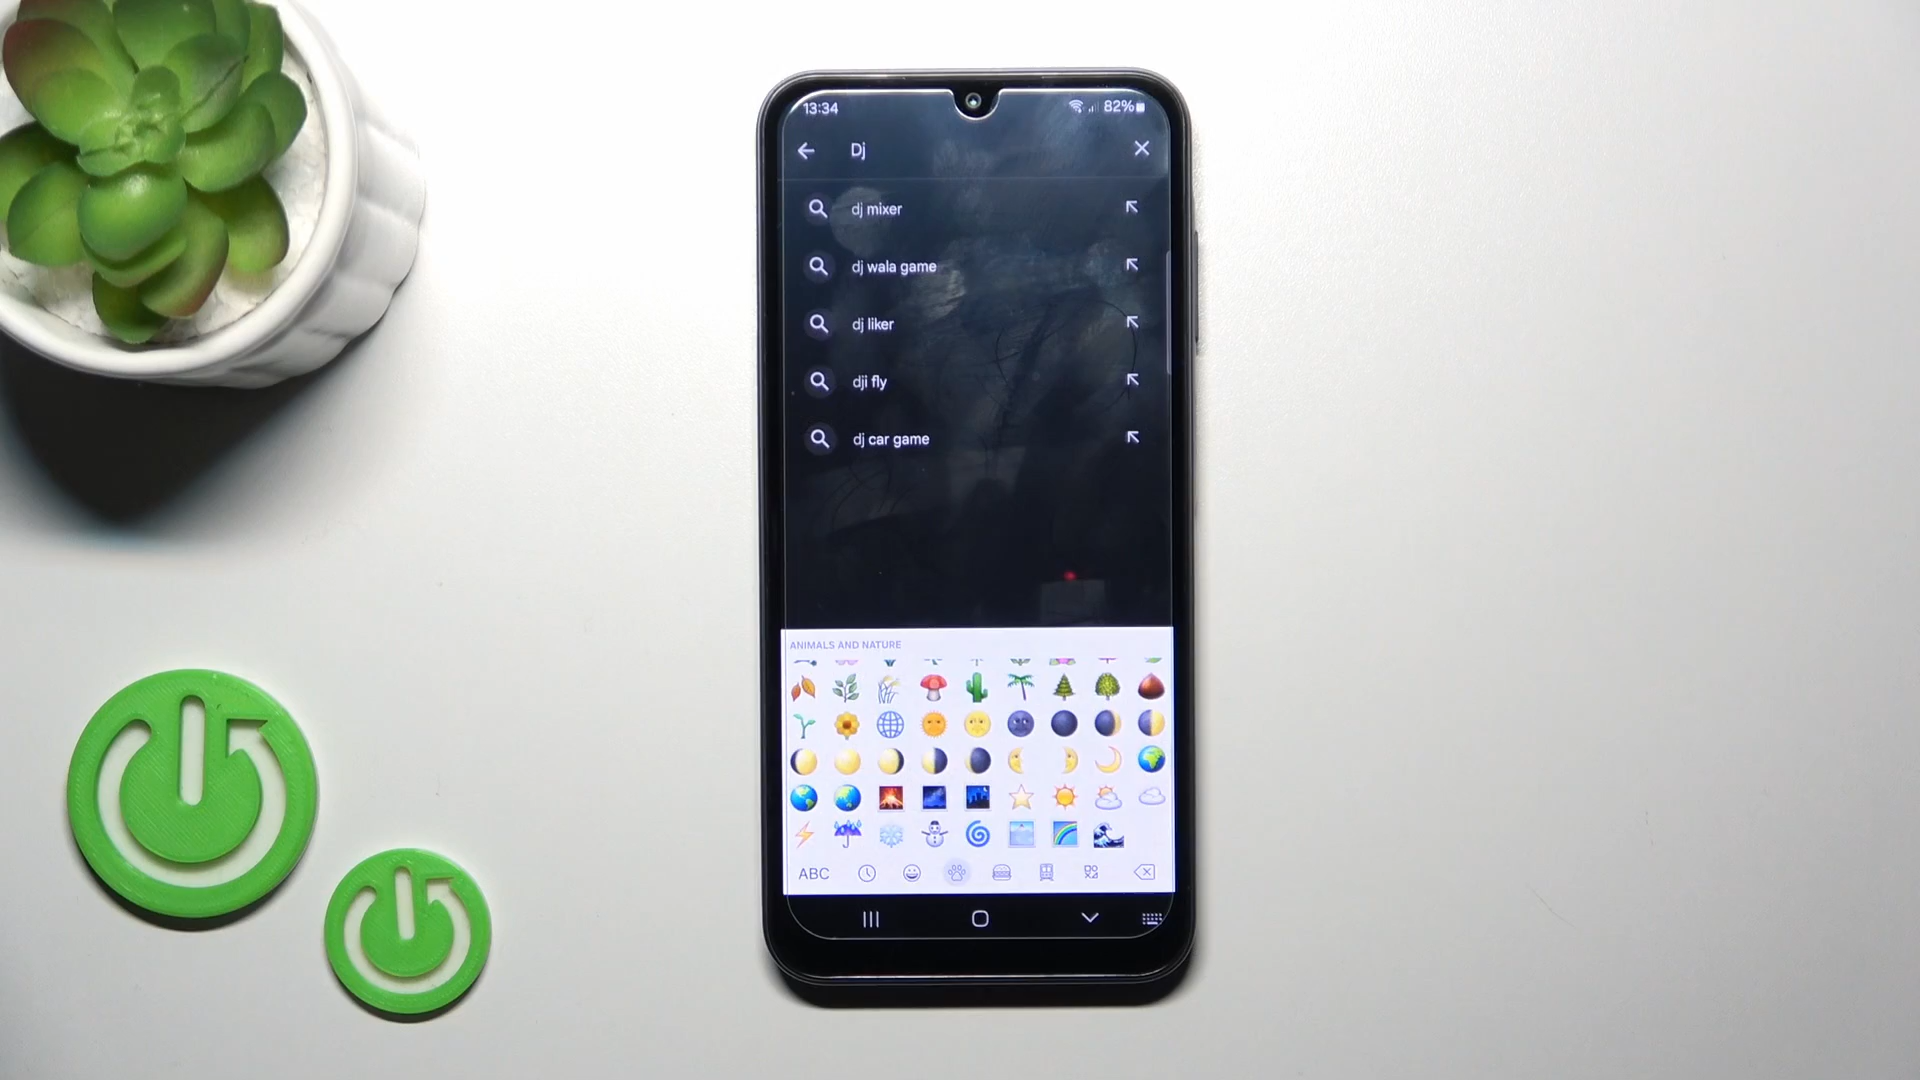 13:34 82%
Dj
dj mixer
dj wala game
dj liker
dji fly
dj car game
ANIMALS AND NATURE
ABC